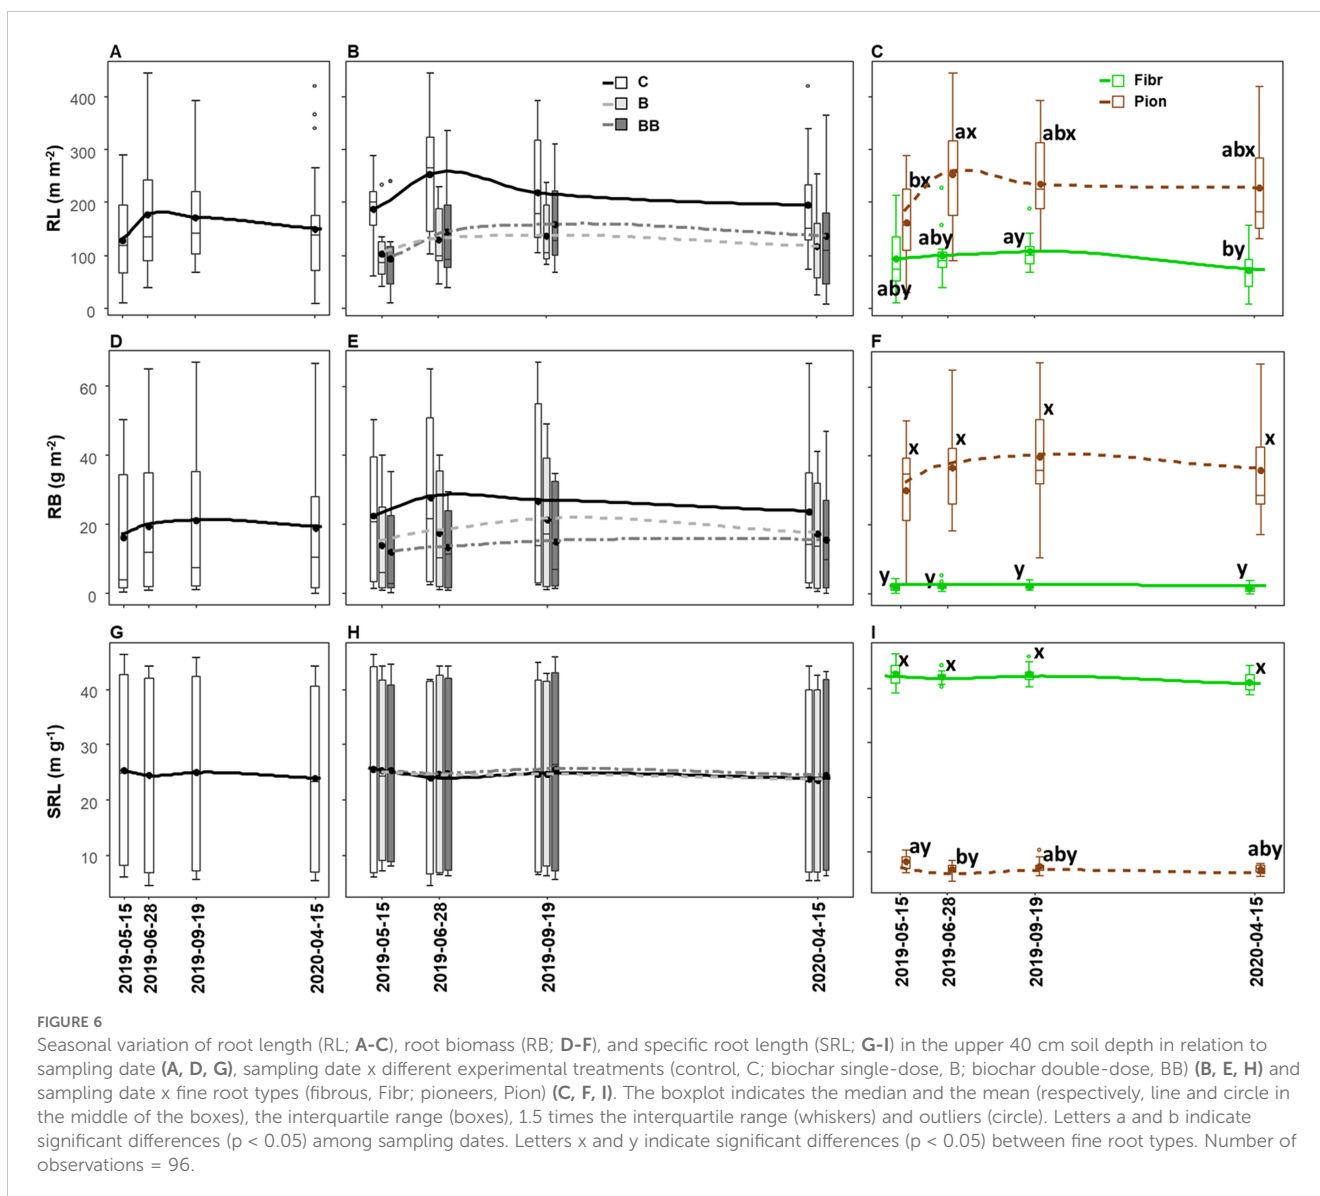 A
B
C
RL (m m-2)
400
300
200
100
0
C
B
BB
Fibr
Pion
bx
ax
abx
abx
aby
aby
ay
by
D
E
F
RB (g m-2)
60
40
20
0
x
x
x
x
y
y
y
y
G
H
I
SRL (m g-1)
40
30
20
10
x
x
x
x
ay
by
aby
aby
2019-05-15
2019-06-28
2019-09-19
2020-04-15
2019-05-15
2019-06-28
2019-09-19
2020-04-15
2019-05-15
2019-06-28
2019-09-19
2020-04-15
FIGURE 6
Seasonal variation of root length (RL; A-C), root biomass (RB; D-F), and specific root length (SRL; G-I) in the upper 40 cm soil depth in relation to
sampling date (A, D, G), sampling date x different experimental treatments (control, C; biochar single-dose, B; biochar double-dose, BB) (B, E, H) and
sampling date x fine root types (fibrous, Fibr; pioneers, Pion) (C, F, I). The boxplot indicates the median and the mean (respectively, line and circle in
the middle of the boxes), the interquartile range (boxes), 1.5 times the interquartile range (whiskers) and outliers (circle). Letters a and b indicate
significant differences (p < 0.05) among sampling dates. Letters x and y indicate significant differences (p < 0.05) between fine root types. Number of
observations = 96.